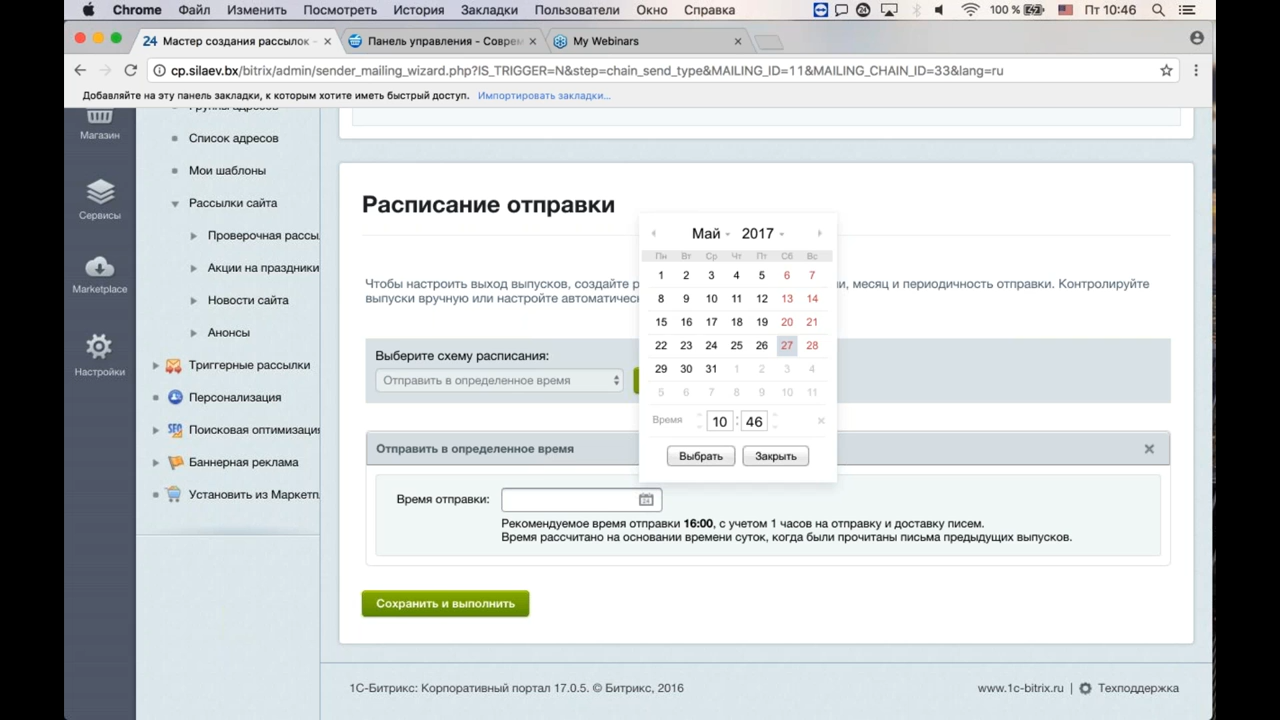 Chrome Файл Изменить Посмотреть История Закладки Пользователи Окно Справка 100 % Пт 10:46
24 Мастер создания рассылок - × Панель управления - Соврем × My Webinars ×
cp.silaev.bx/bitrix/admin/sender_mailing_wizard.php?IS_TRIGGER=N&step=chain_send_type&MAILING_ID=11&MAILING_CHAIN_ID=33&lang=ru
Добавляйте на эту панель закладки, к которым хотите иметь быстрый доступ. Импортировать закладки...
Магазин
Сервисы
Marketplace
Настройки
Группы адресов
Список адресов
Мои шаблоны
Рассылки сайта
Проверочная рассы
Акции на праздники
Новости сайта
Анонсы
Триггерные рассылки
Персонализация
Поисковая оптимизация
Баннерная реклама
Установить из Маркетпл
Расписание отправки
Чтобы настроить выход выпусков, создайте р и, месяц и периодичность отправки. Контролируйте
выпуски вручную или настройте автоматичес
Выберите схему расписания:
Отправить в определенное время
Май 2017
Пн Вт Ср Чт Пт Сб Вс
1 2 3 4 5 6 7
8 9 10 11 12 13 14
15 16 17 18 19 20 21
22 23 24 25 26 27 28
29 30 31 1 2 3 4
5 6 7 8 9 10 11
Время 10 : 46 ×
Выбрать Закрыть
Отправить в определенное время ×
Время отправки:
Рекомендуемое время отправки 16:00, с учетом 1 часов на отправку и доставку писем.
Время рассчитано на основании времени суток, когда были прочитаны письма предыдущих выпусков.
Сохранить и выполнить
1С-Битрикс: Корпоративный портал 17.0.5. © Битрикс, 2016 www.1c-bitrix.ru | Техподдержка